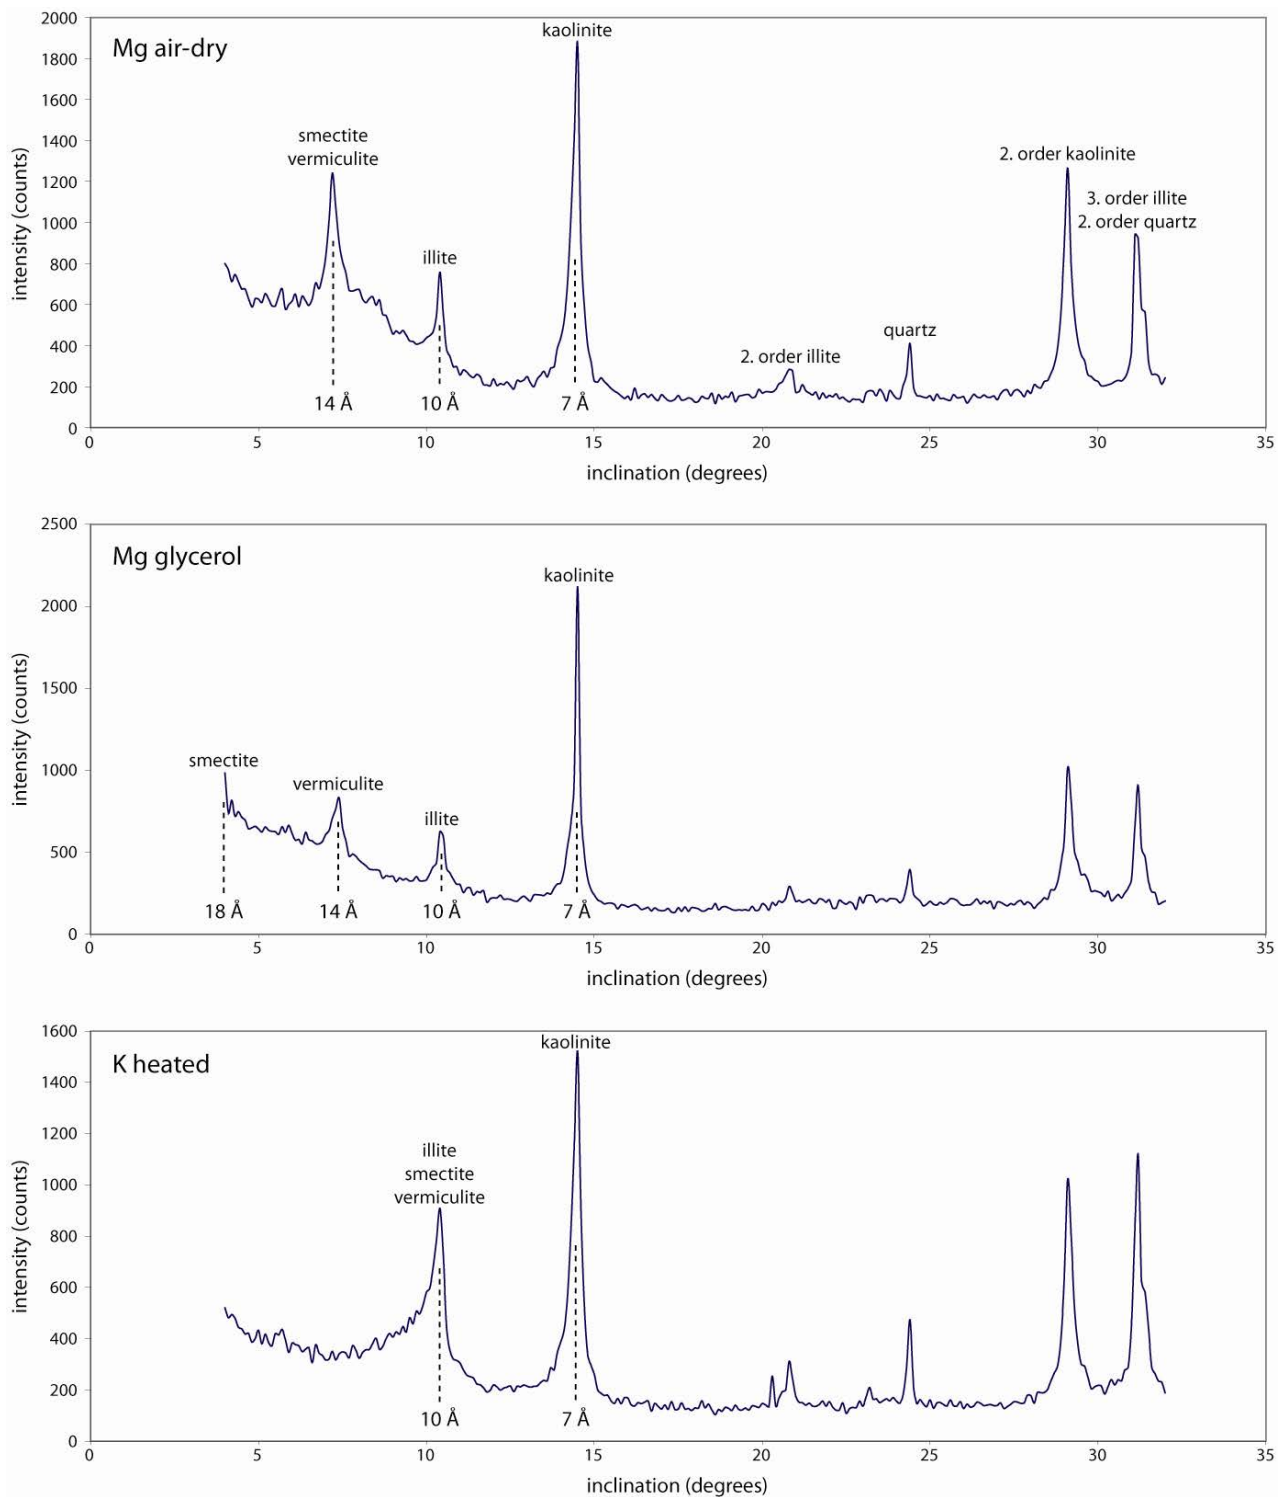 2000
1800
1600
1400
1200
1000
800
600
400
200
0
intensity (counts)
Mg air-dry
kaolinite
smectite
vermiculite
illite
2. order illite
quartz
2. order kaolinite
3. order illite
2. order quartz
14 Å
10 Å
7 Å
0 5 10 15 20 25 30 35
inclination (degrees)
2500
2000
1500
1000
500
0
intensity (counts)
Mg glycerol
kaolinite
smectite
vermiculite
illite
18 Å
14 Å
10 Å
7 Å
0 5 10 15 20 25 30 35
inclination (degrees)
1600
1400
1200
1000
800
600
400
200
0
intensity (counts)
K heated
kaolinite
illite
smectite
vermiculite
10 Å
7 Å
0 5 10 15 20 25 30 35
inclination (degrees)